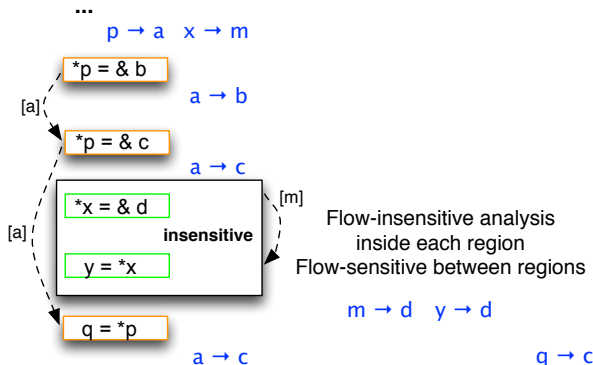 ...
p → a   x → m
*p = & b
a → b
[a]
*p = & c
a → c
[m]
*x = & d
[a]
insensitive
y = *x
Flow-insensitive analysis
inside each region
Flow-sensitive between regions
m → d   y → d
q = *p
a → c
q → c